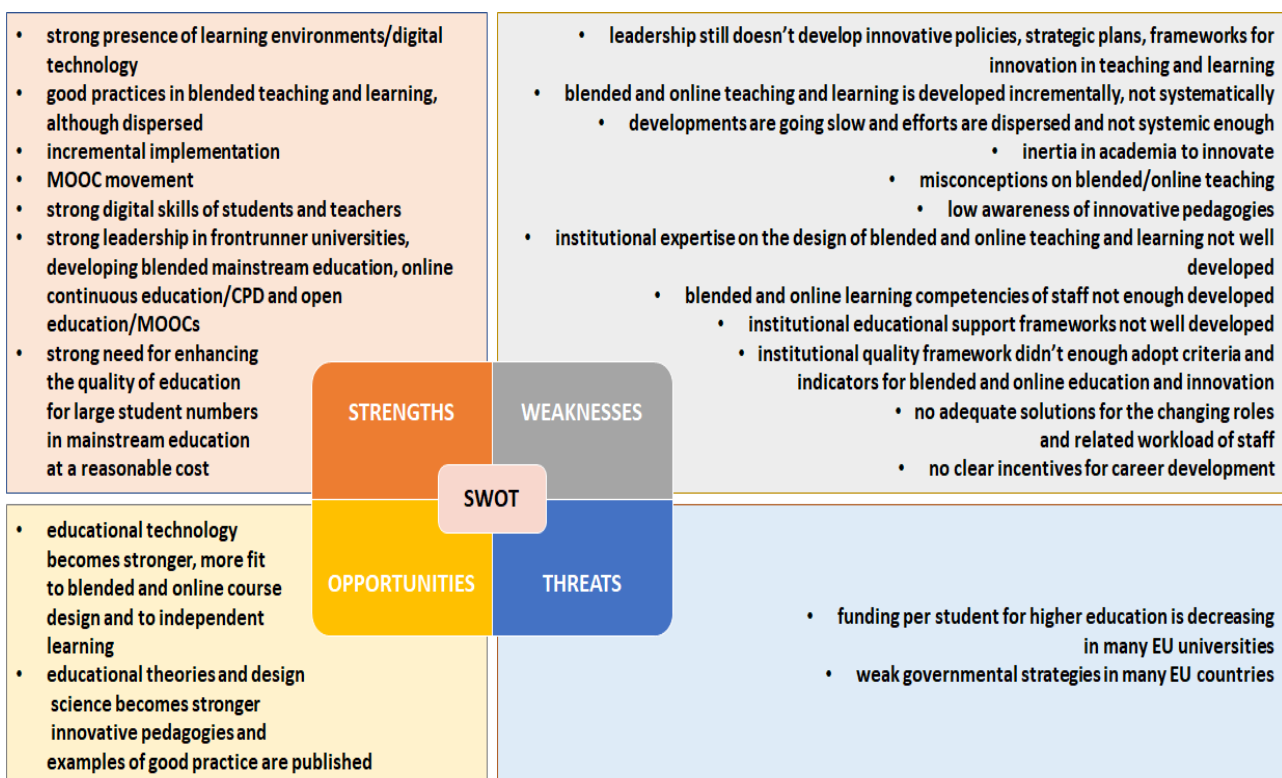 • strong presence of learning environments/digital
technology
• good practices in blended teaching and learning,
although dispersed
• incremental implementation
• MOOC movement
• strong digital skills of students and teachers
• strong leadership in frontrunner universities,
developing blended mainstream education, online
continuous education/CPD and open
education/MOOCs
• strong need for enhancing
the quality of education
for large student numbers
in mainstream education
at a reasonable cost
• leadership still doesn't develop innovative policies, strategic plans, frameworks for
innovation in teaching and learning
• blended and online teaching and learning is developed incrementally, not systematically
• developments are going slow and efforts are dispersed and not systemic enough
• inertia in academia to innovate
• misconceptions on blended/online teaching
• low awareness of innovative pedagogies
• institutional expertise on the design of blended and online teaching and learning not well
developed
• blended and online learning competencies of staff not enough developed
• institutional educational support frameworks not well developed
• institutional quality framework didn't enough adopt criteria and
indicators for blended and online education and innovation
• no adequate solutions for the changing roles
and related workload of staff
• no clear incentives for career development
STRENGTHS
WEAKNESSES
SWOT
OPPORTUNITIES
THREATS
• educational technology
becomes stronger, more fit
to blended and online course
design and to independent
learning
• educational theories and design
science becomes stronger
innovative pedagogies and
examples of good practice are published
• funding per student for higher education is decreasing
in many EU universities
• weak governmental strategies in many EU countries